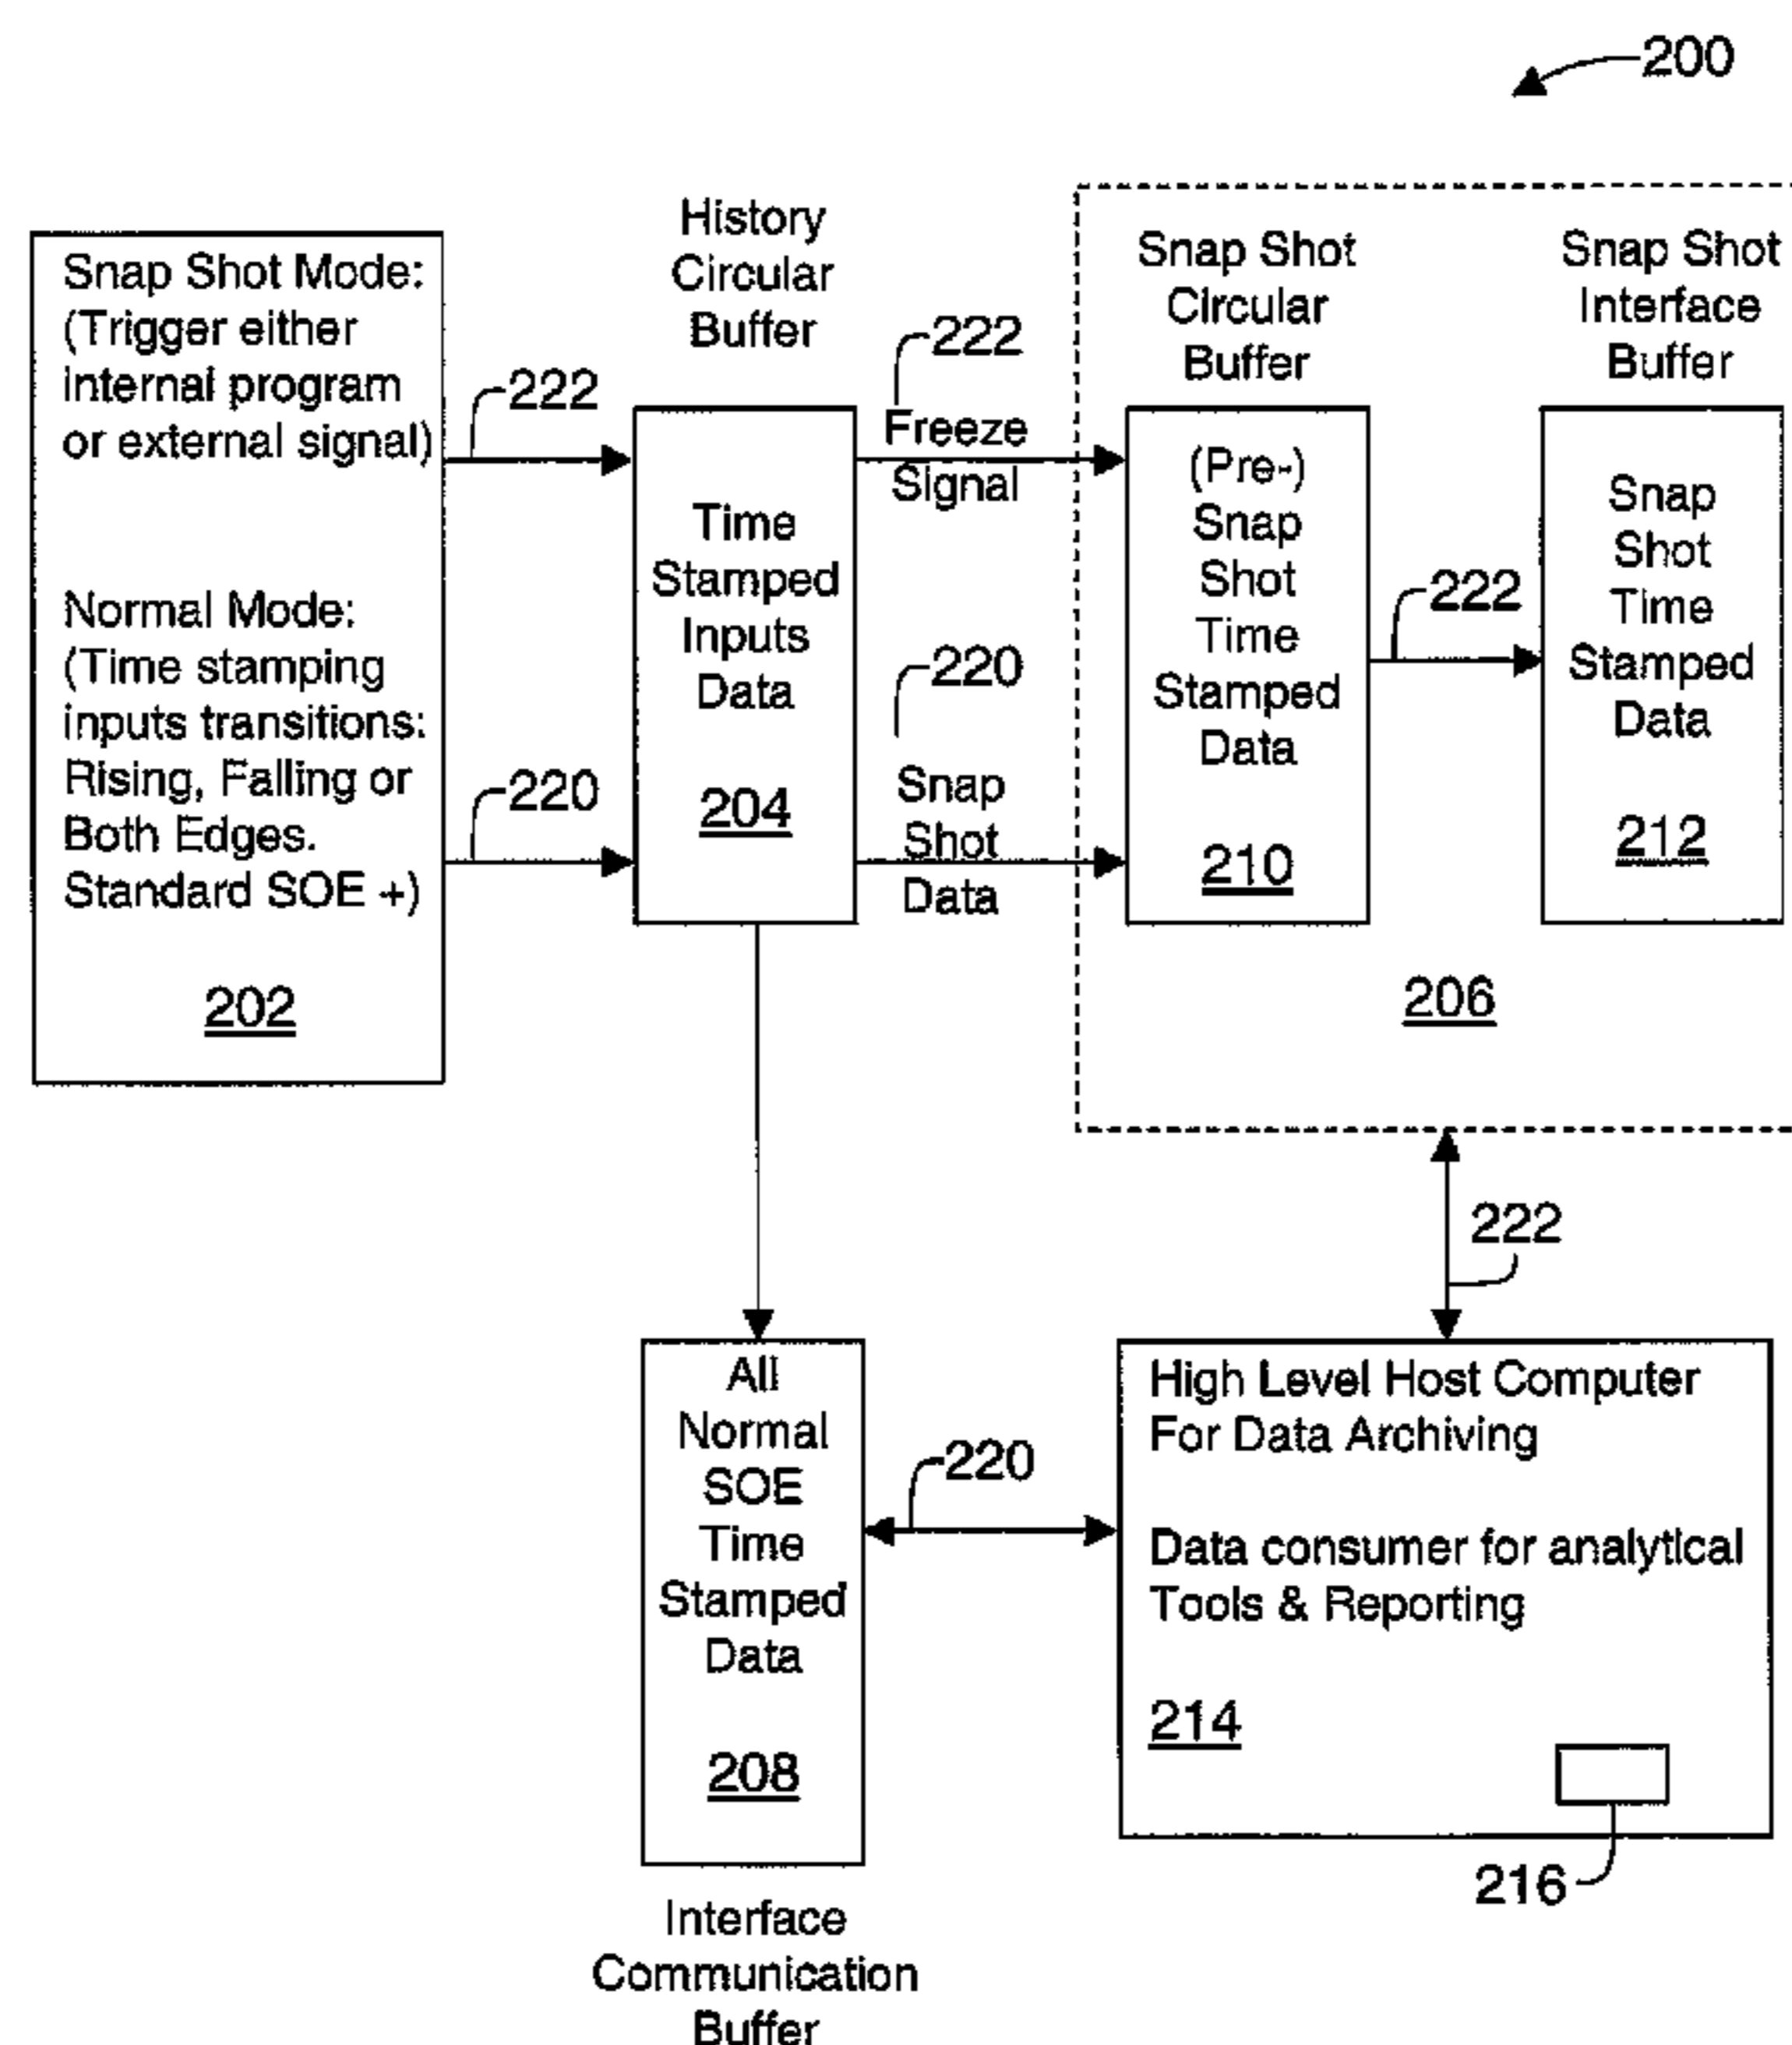 200
History
Circular
Buffer
Snap Shot
Circular
Buffer
Snap Shot
Interface
Buffer
Snap Shot Mode:
(Trigger either
internal program
or external signal)
Normal Mode:
(Time stamping
inputs transitions:
Rising, Falling or
Both Edges.
Standard SOE +)
202
222
220
Time
Stamped
Inputs
Data
204
222
Freeze
Signal
220
Snap
Shot
Data
(Pre-)
Snap
Shot
Time
Stamped
Data
210
222
Snap
Shot
Time
Stamped
Data
212
206
222
All
Normal
SOE
Time
Stamped
Data
208
Interface
Communication
Buffer
220
High Level Host Computer
For Data Archiving
Data consumer for analytical
Tools & Reporting
214
216